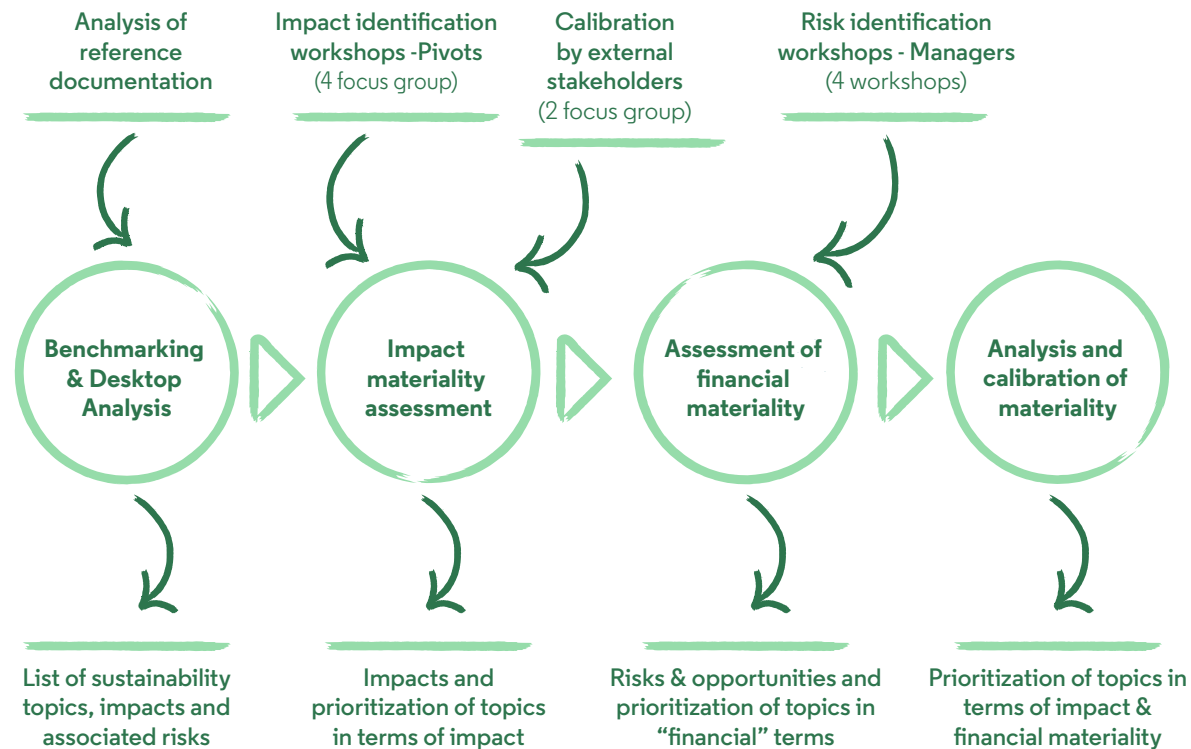 Analysis of
reference
documentation
Impact identification
workshops -Pivots
(4 focus group)
Calibration
by external
stakeholders
(2 focus group)
Risk identification
workshops - Managers
(4 workshops)
Benchmarking
& Desktop
Analysis
Impact
materiality
assessment
Assessment of
financial
materiality
Analysis and
calibration of
materiality
List of sustainability
topics, impacts and
associated risks
Impacts and
prioritization of topics
in terms of impact
Risks & opportunities and
prioritization of topics in
“financial” terms
Prioritization of topics in
terms of impact &
financial materiality